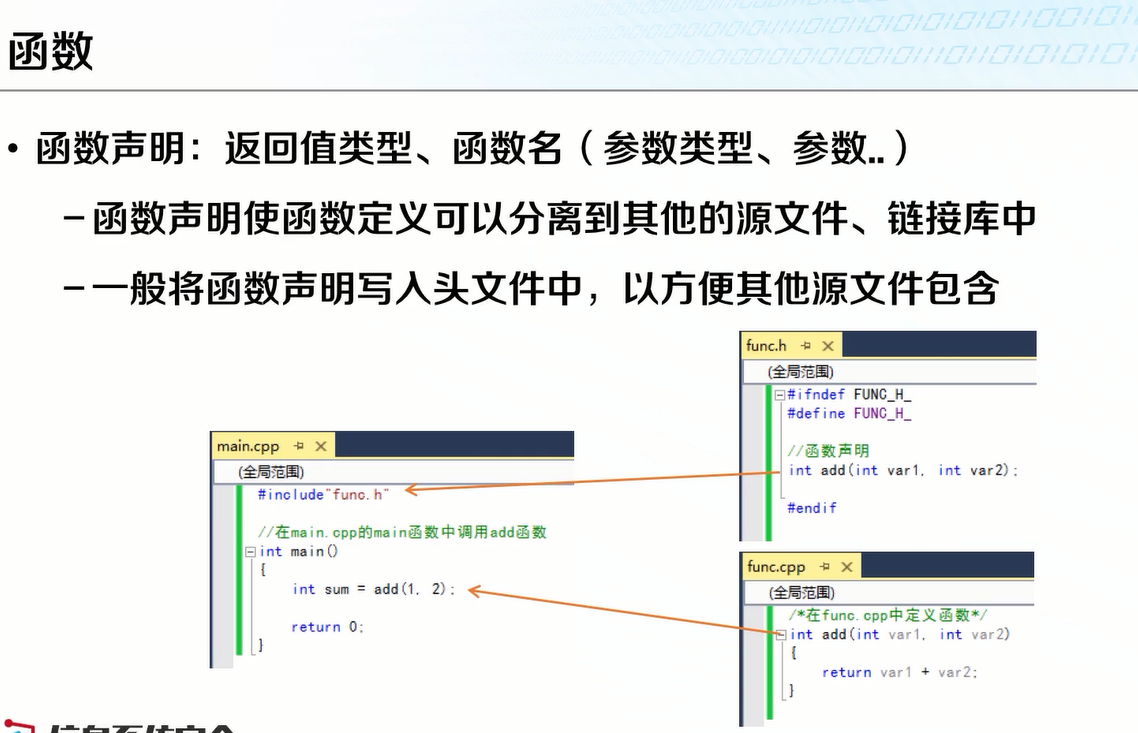 函数
• 函数声明：返回值类型、函数名（参数类型、参数..）
–函数声明使函数定义可以分离到其他的源文件、链接库中
–一般将函数声明写入头文件中，以方便其他源文件包含
func.h
(全局范围)
#ifndef FUNC_H_
#define FUNC_H_
//函数声明
int add(int var1, int var2);
#endif
main.cpp
(全局范围)
#include"func.h"
//在main.cpp的main函数中调用add函数
int main()
{
int sum = add(1, 2);
return 0;
}
func.cpp
(全局范围)
/*在func.cpp中定义函数*/
int add(int var1, int var2)
{
return var1 + var2;
}
信息系统安全